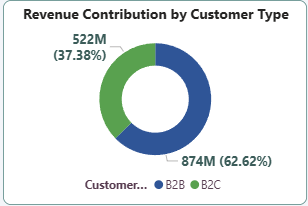 Revenue Contribution by Customer Type
522M
(37.38%)
874M (62.62%)
Customer... B2B B2C